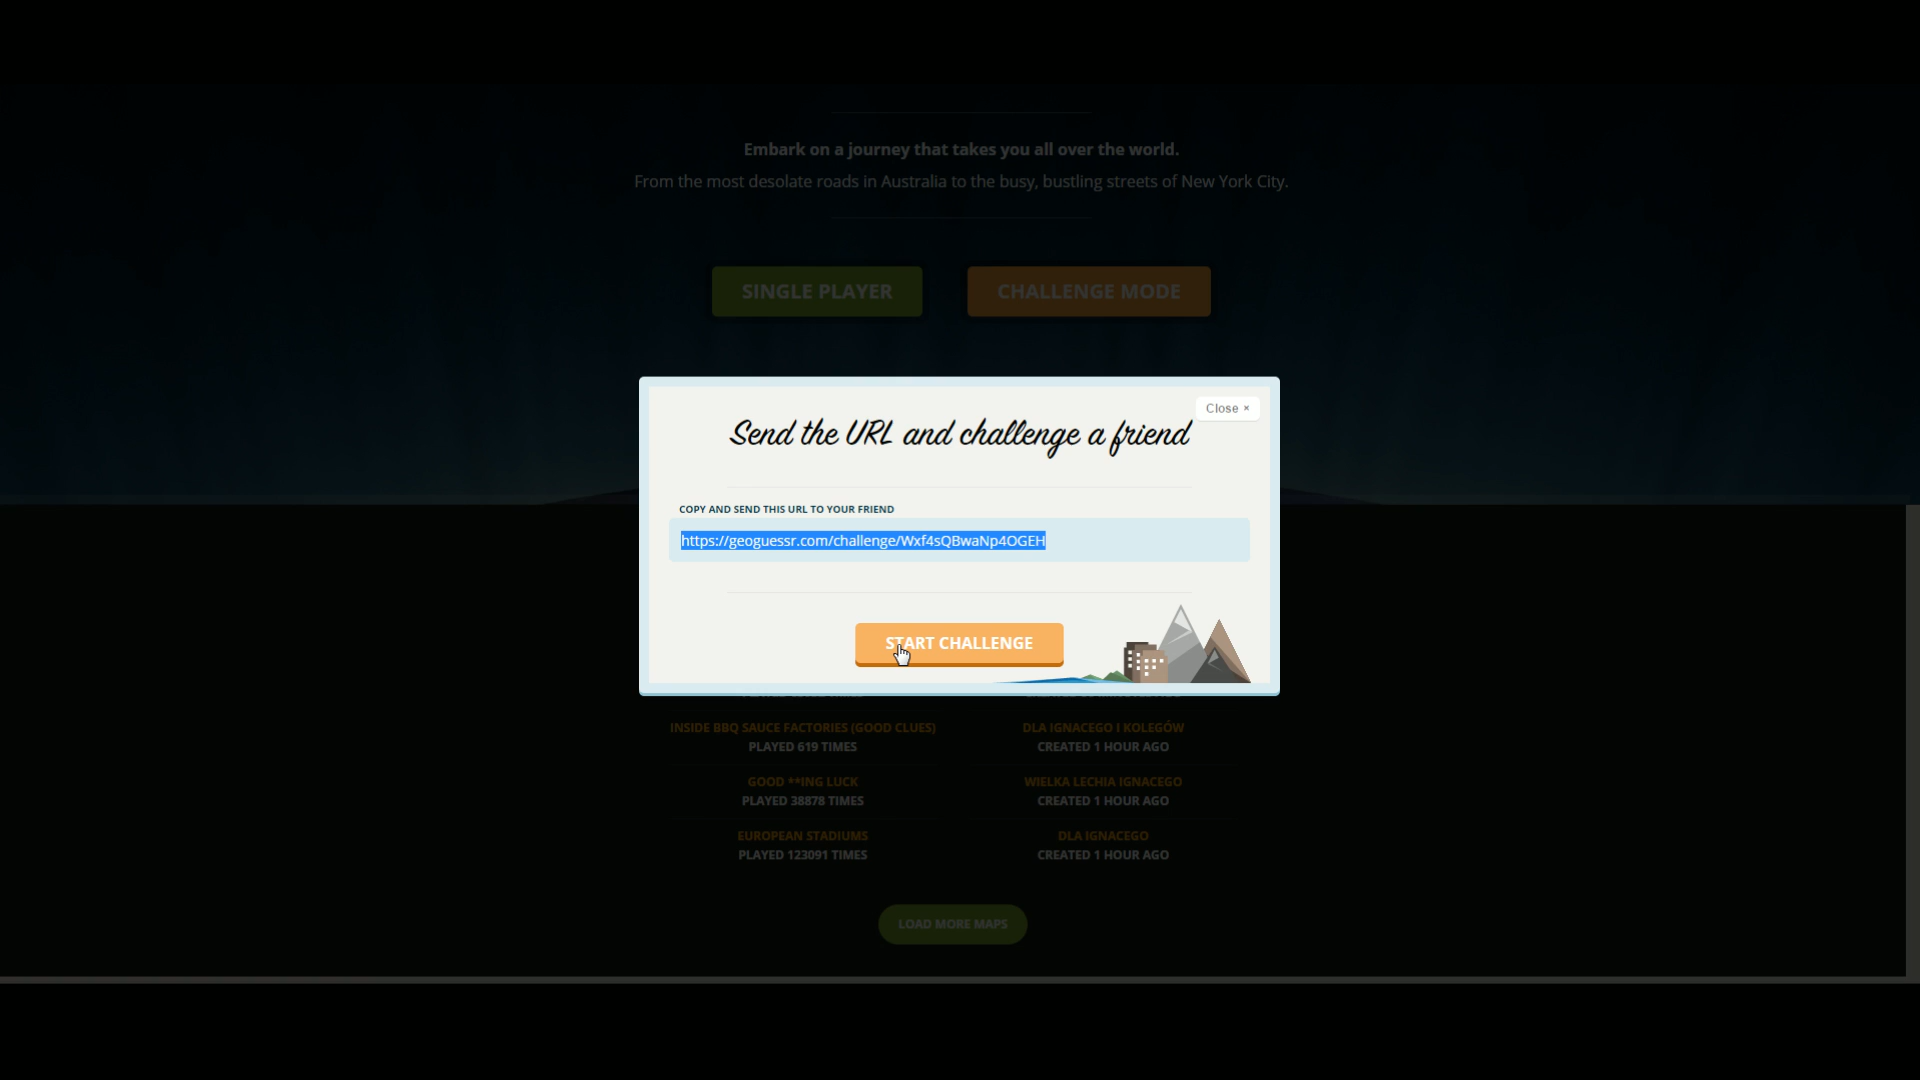 Embark on a journey that takes you all over the world.
From the most desolate roads in Australia to the busy, bustling streets of New York City.
SINGLE PLAYER
CHALLENGE MODE
Close ×
Send the URL and challenge a friend
COPY AND SEND THIS URL TO YOUR FRIEND
https://geoguessr.com/challenge/Wxf4sQBwaNp4OGEH
START CHALLENGE
INSIDE BBQ SAUCE FACTORIES (GOOD CLUES)
PLAYED 619 TIMES
GOOD **ING LUCK
PLAYED 38878 TIMES
EUROPEAN STADIUMS
PLAYED 123091 TIMES
DLA IGNACEGO I KOLEGÓW
CREATED 1 HOUR AGO
WIELKA LECHIA IGNACEGO
CREATED 1 HOUR AGO
DLA IGNACEGO
CREATED 1 HOUR AGO
LOAD MORE MAPS